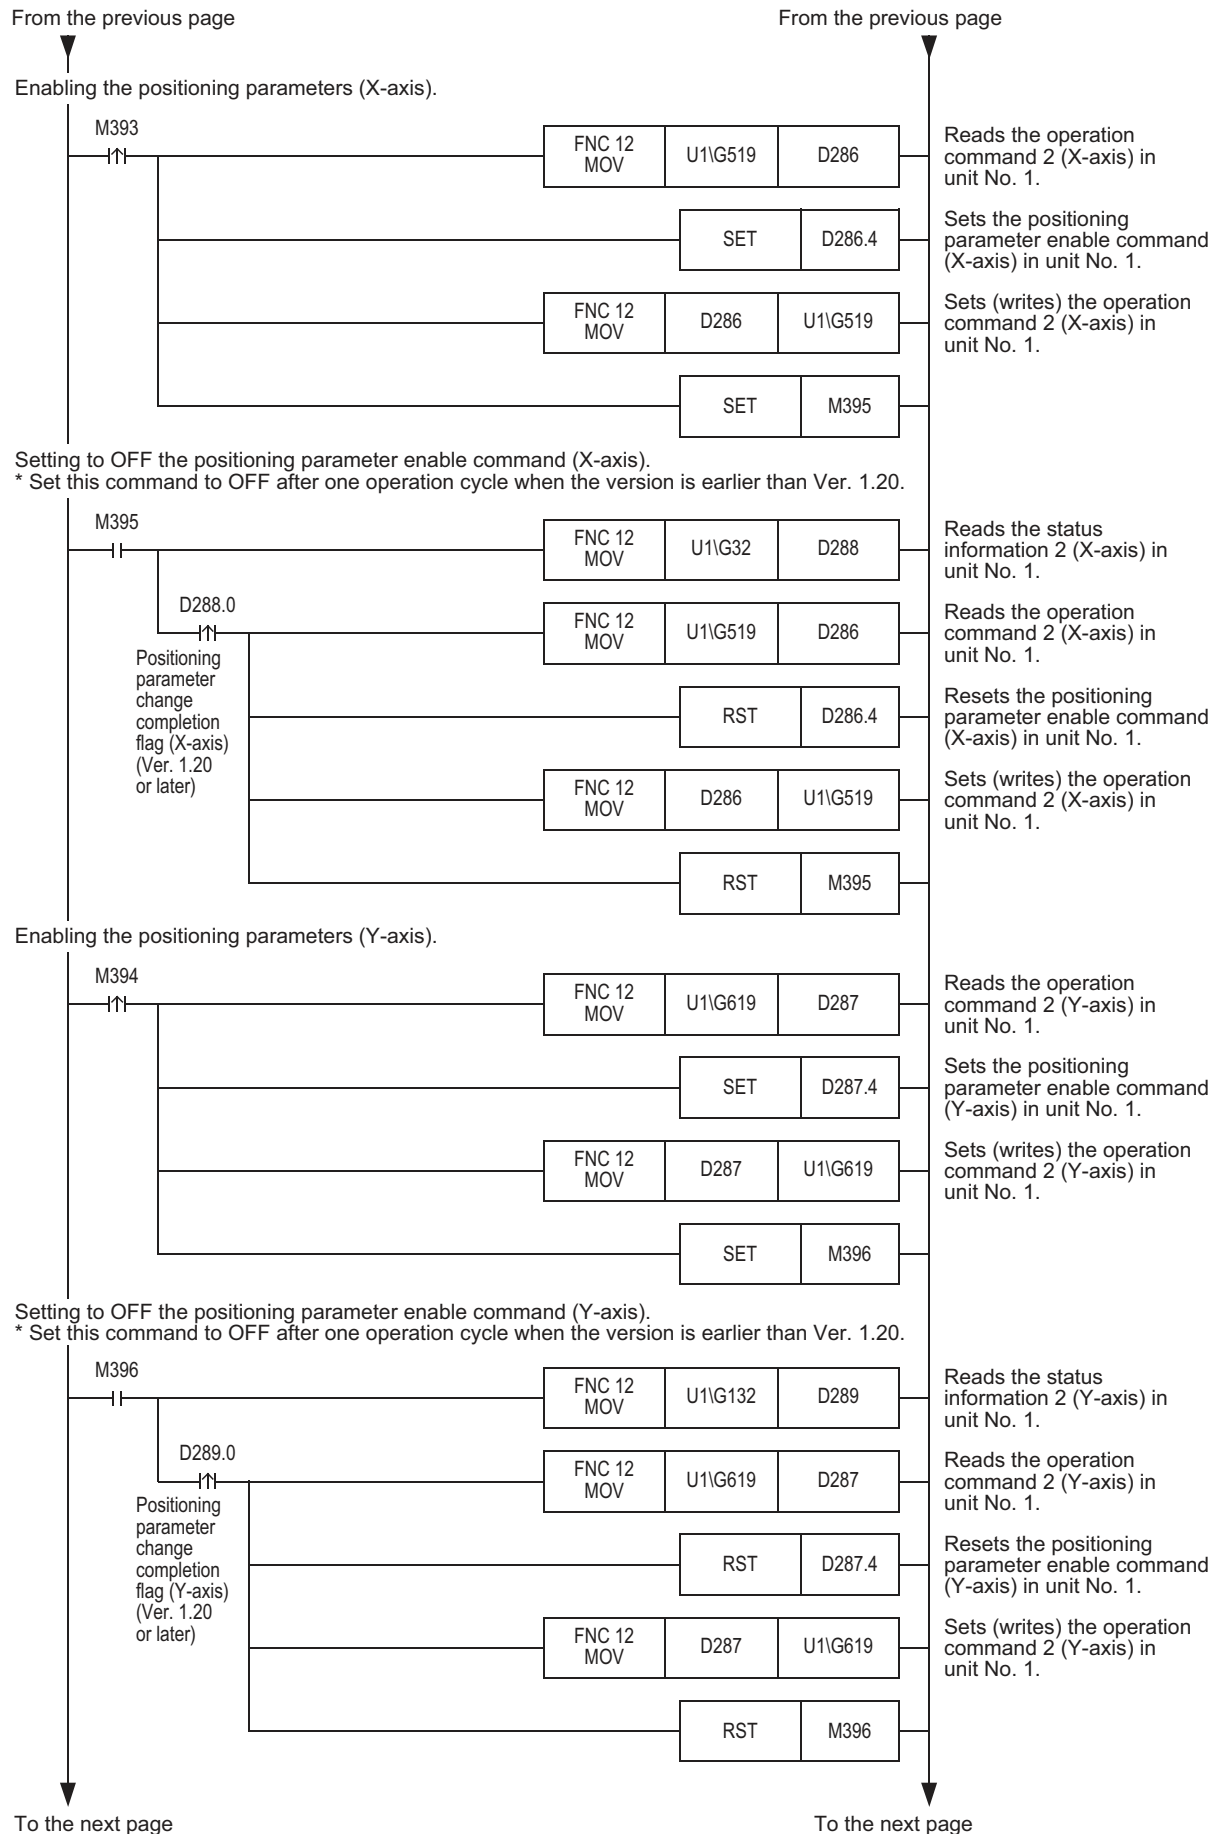 From the previous page
From the previous page
Enabling the positioning parameters (X-axis).
M393
FNC 12
MOV
U1\G519
D286
Reads the operation
command 2 (X-axis) in
unit No. 1.
SET
D286.4
Sets the positioning
parameter enable command
(X-axis) in unit No. 1.
FNC 12
MOV
D286
U1\G519
Sets (writes) the operation
command 2 (X-axis) in
unit No. 1.
SET
M395
Setting to OFF the positioning parameter enable command (X-axis).
* Set this command to OFF after one operation cycle when the version is earlier than Ver. 1.20.
M395
FNC 12
MOV
U1\G32
D288
Reads the status
information 2 (X-axis) in
unit No. 1.
D288.0
Positioning
parameter
change
completion
flag (X-axis)
(Ver. 1.20
or later)
FNC 12
MOV
U1\G519
D286
Reads the operation
command 2 (X-axis) in
unit No. 1.
RST
D286.4
Resets the positioning
parameter enable command
(X-axis) in unit No. 1.
FNC 12
MOV
D286
U1\G519
Sets (writes) the operation
command 2 (X-axis) in
unit No. 1.
RST
M395
Enabling the positioning parameters (Y-axis).
M394
FNC 12
MOV
U1\G619
D287
Reads the operation
command 2 (Y-axis) in
unit No. 1.
SET
D287.4
Sets the positioning
parameter enable command
(Y-axis) in unit No. 1.
FNC 12
MOV
D287
U1\G619
Sets (writes) the operation
command 2 (Y-axis) in
unit No. 1.
SET
M396
Setting to OFF the positioning parameter enable command (Y-axis).
* Set this command to OFF after one operation cycle when the version is earlier than Ver. 1.20.
M396
FNC 12
MOV
U1\G132
D289
Reads the status
information 2 (Y-axis) in
unit No. 1.
D289.0
Positioning
parameter
change
completion
flag (Y-axis)
(Ver. 1.20
or later)
FNC 12
MOV
U1\G619
D287
Reads the operation
command 2 (Y-axis) in
unit No. 1.
RST
D287.4
Resets the positioning
parameter enable command
(Y-axis) in unit No. 1.
FNC 12
MOV
D287
U1\G619
Sets (writes) the operation
command 2 (Y-axis) in
unit No. 1.
RST
M396
To the next page
To the next page